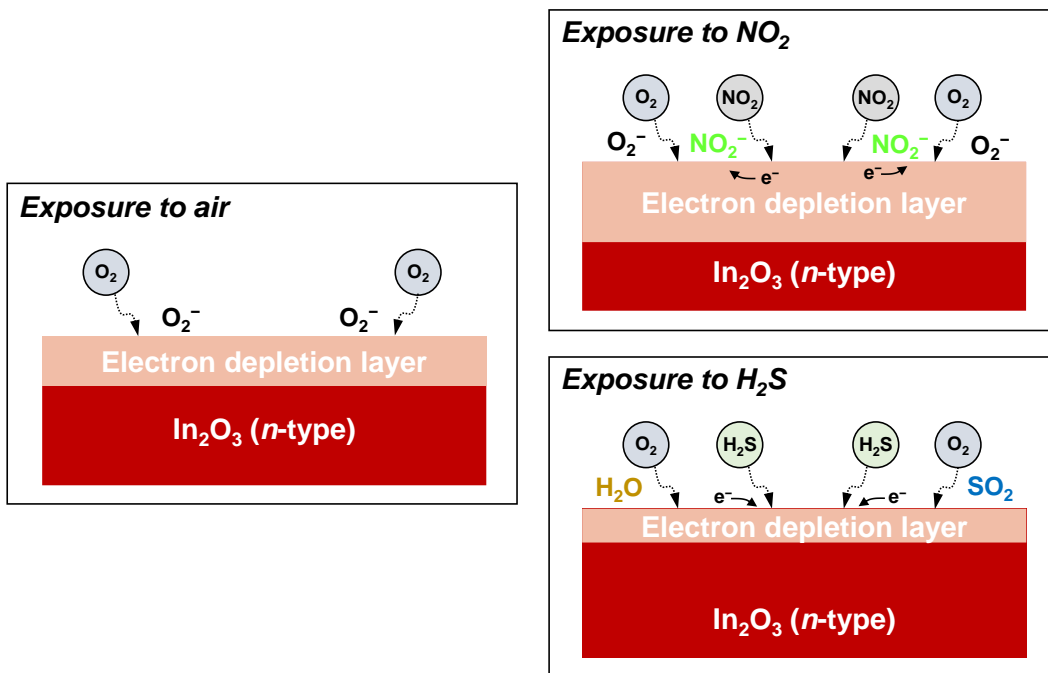 Exposure to air
O₂ O₂
O₂⁻ O₂⁻
Electron depletion layer
In₂O₃ (n-type)
Exposure to NO₂
O₂ NO₂ NO₂ O₂
O₂⁻ NO₂⁻ NO₂⁻ O₂⁻
e⁻ e⁻
Electron depletion layer
In₂O₃ (n-type)
Exposure to H₂S
O₂ H₂S H₂S O₂
H₂O e⁻ e⁻ SO₂
Electron depletion layer
In₂O₃ (n-type)